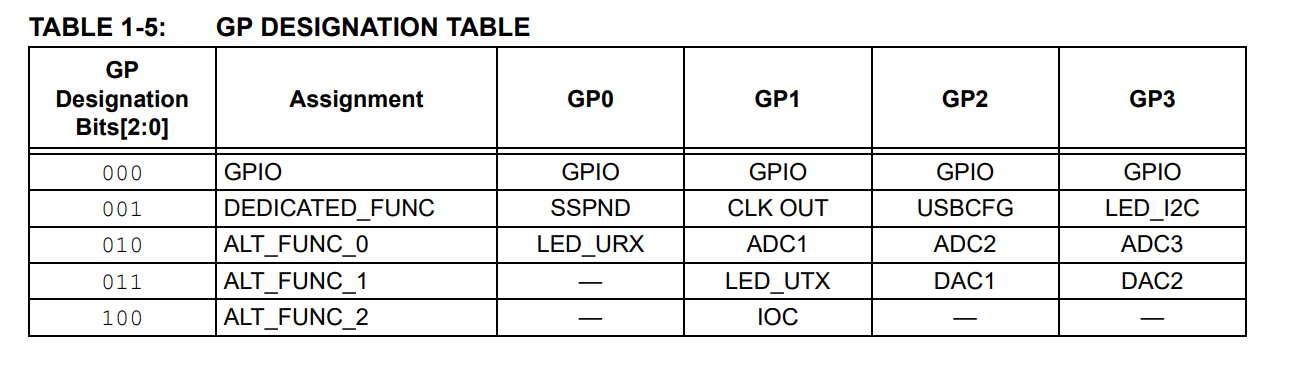 TABLE 1-5: GP DESIGNATION TABLE
GP Designation Bits[2:0] Assignment GP0 GP1 GP2 GP3
000 GPIO GPIO GPIO GPIO GPIO
001 DEDICATED_FUNC SSPND CLK OUT USBCFG LED_I2C
010 ALT_FUNC_0 LED_URX ADC1 ADC2 ADC3
011 ALT_FUNC_1 — LED_UTX DAC1 DAC2
100 ALT_FUNC_2 — IOC — —